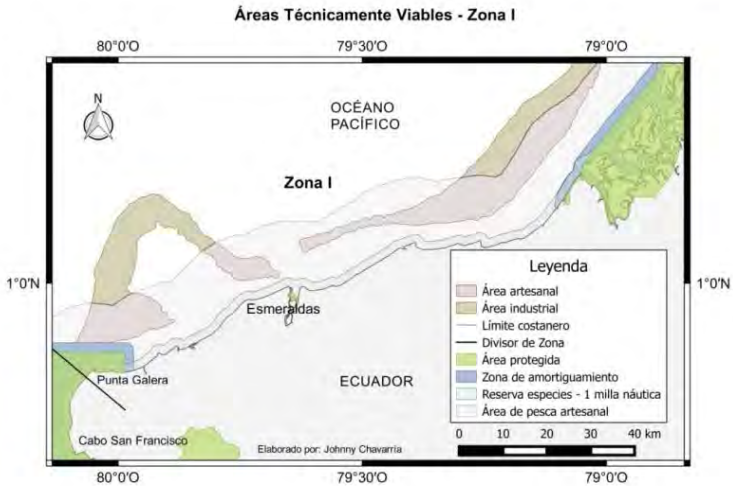 Áreas Técnicamente Viables - Zona I
80°0'O 79°30'O 79°0'O
N
OCÉANO
PACÍFICO
Zona I
1°0'N 1°0'N
Esmeraldas
Punta Galera
ECUADOR
Cabo San Francisco
Elaborado por: Johnny Chavarria
Leyenda
Área artesanal
Área industrial
Límite costanero
Divisor de Zona
Área protegida
Zona de amortiguamiento
Reserva especies - 1 milla náutica
Área de pesca artesanal
0 10 20 30 40 km
80°0'O 79°30'O 79°0'O